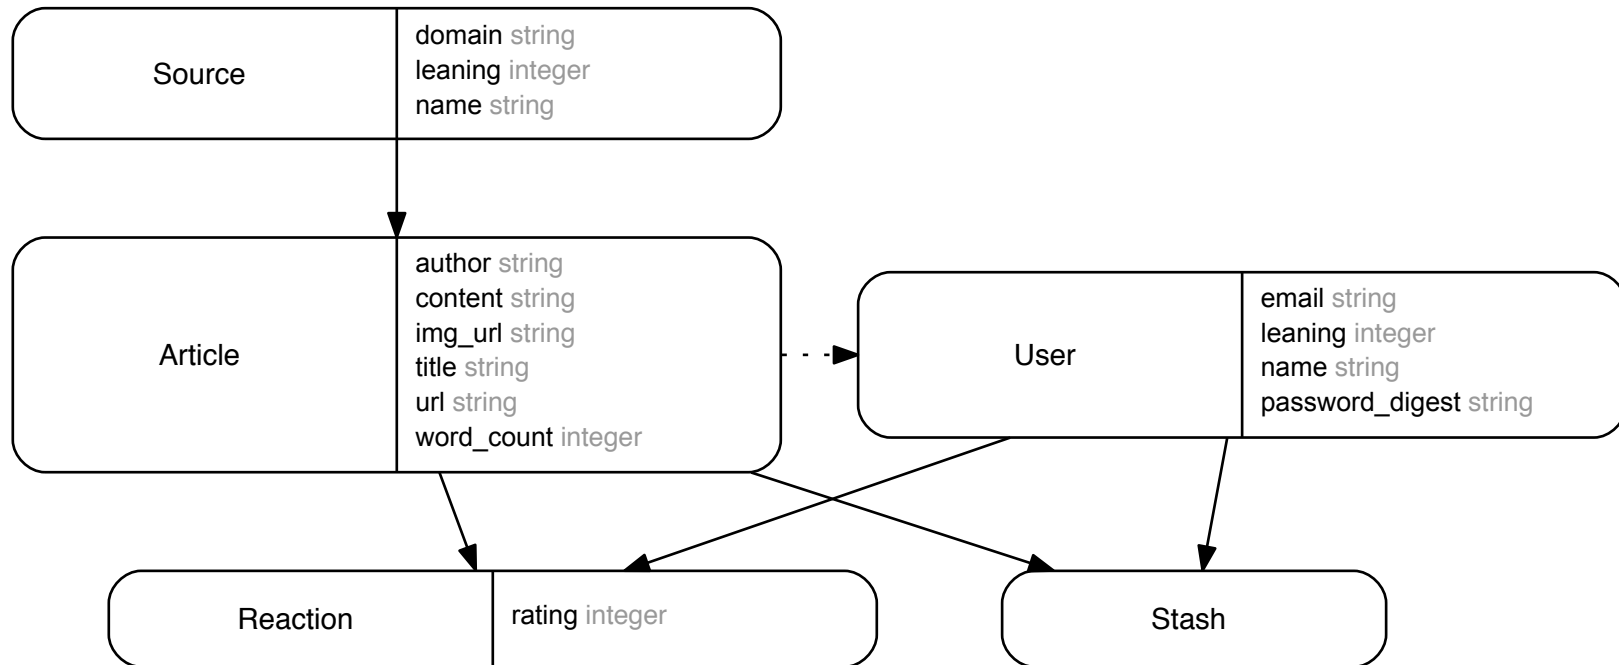 Source
domain string
leaning integer
name string
Article
author string
content string
img_url string
title string
url string
word_count integer
User
email string
leaning integer
name string
password_digest string
Reaction
rating integer
Stash